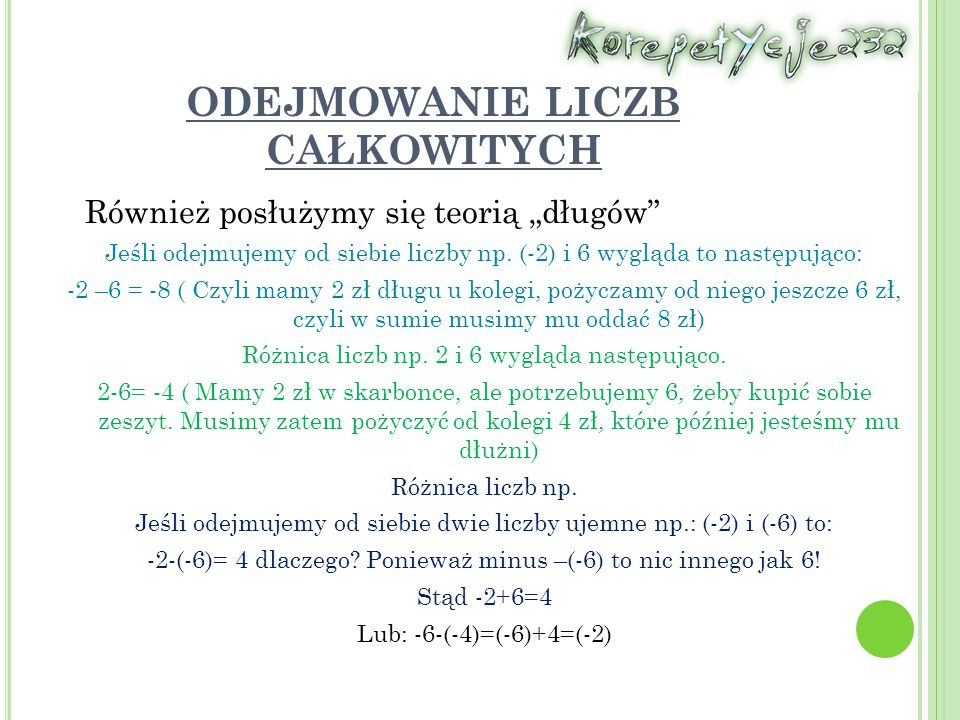 Korepetycje232
ODEJMOWANIE LICZB
CAŁKOWITYCH
Również posłużymy się teorią „długów”
Jeśli odejmujemy od siebie liczby np. (-2) i 6 wygląda to następująco:
-2 –6 = -8 ( Czyli mamy 2 zł długu u kolegi, pożyczamy od niego jeszcze 6 zł,
czyli w sumie musimy mu oddać 8 zł)
Różnica liczb np. 2 i 6 wygląda następująco.
2-6= -4 ( Mamy 2 zł w skarbonce, ale potrzebujemy 6, żeby kupić sobie
zeszyt. Musimy zatem pożyczyć od kolegi 4 zł, które później jesteśmy mu
dłużni)
Różnica liczb np.
Jeśli odejmujemy od siebie dwie liczby ujemne np.: (-2) i (-6) to:
-2-(-6)= 4 dlaczego? Ponieważ minus –(-6) to nic innego jak 6!
Stąd -2+6=4
Lub: -6-(-4)=(-6)+4=(-2)